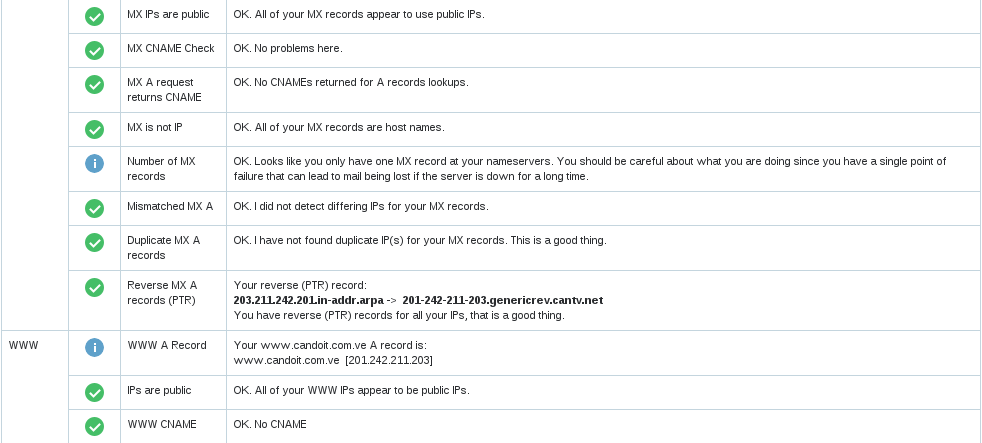 MX IPs are public OK. All of your MX records appear to use public IPs.
MX CNAME Check OK. No problems here.
MX A request OK. No CNAMEs returned for A records lookups.
returns CNAME
MX is not IP OK. All of your MX records are host names.
Number of MX OK. Looks like you only have one MX record at your nameservers. You should be careful about what you are doing since you have a single point of
records failure that can lead to mail being lost if the server is down for a long time.
Mismatched MX A OK. I did not detect differing IPs for your MX records.
Duplicate MX A OK. I have not found duplicate IP(s) for your MX records. This is a good thing.
records
Reverse MX A Your reverse (PTR) record:
records (PTR) 203.211.242.201.in-addr.arpa -> 201-242-211-203.genericrev.cantv.net
You have reverse (PTR) records for all your IPs, that is a good thing.
WWW WWW A Record Your www.candoit.com.ve A record is:
www.candoit.com.ve [201.242.211.203]
IPs are public OK. All of your WWW IPs appear to be public IPs.
WWW CNAME OK. No CNAME